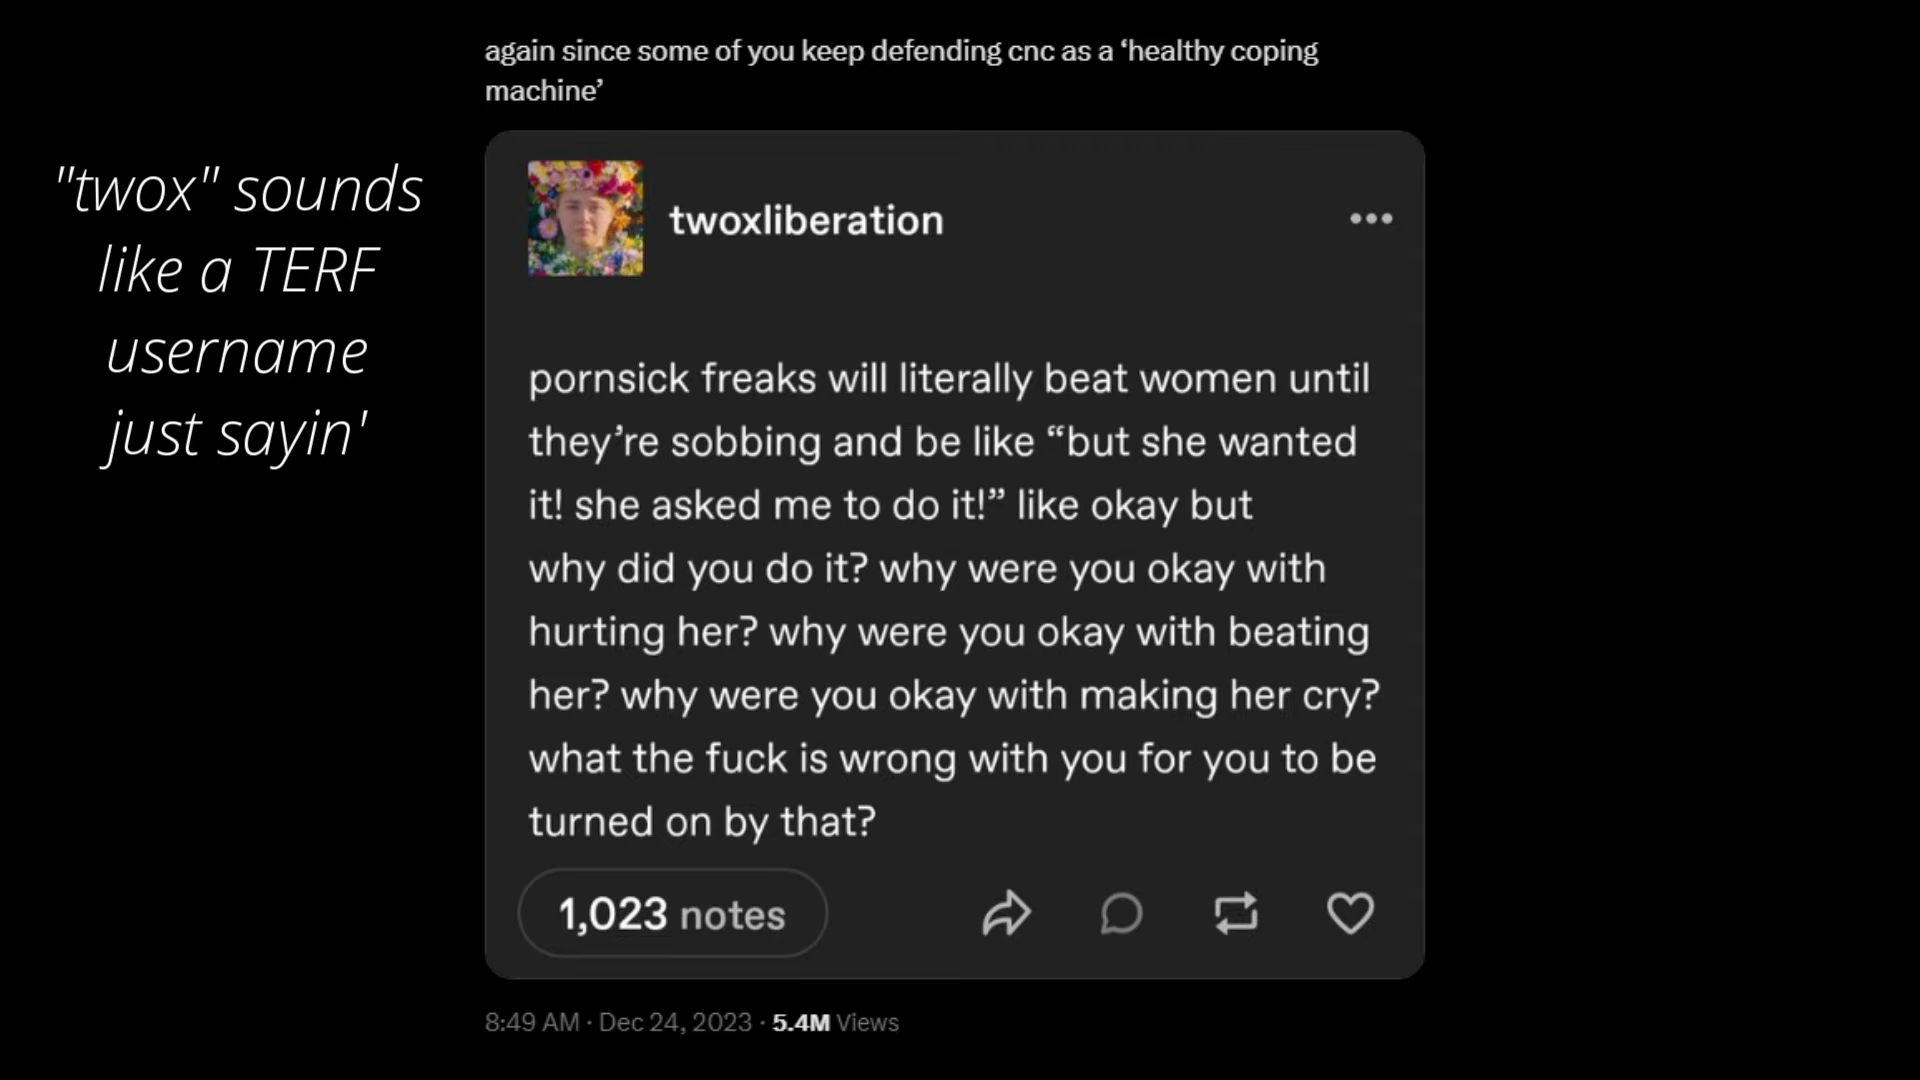 again since some of you keep defending cnc as a ‘healthy coping
machine’
"twox" sounds
like a TERF
username
just sayin'
twoxliberation
pornsick freaks will literally beat women until
they’re sobbing and be like “but she wanted
it! she asked me to do it!” like okay but
why did you do it? why were you okay with
hurting her? why were you okay with beating
her? why were you okay with making her cry?
what the fuck is wrong with you for you to be
turned on by that?
1,023 notes
8:49 AM · Dec 24, 2023 · 5.4M Views